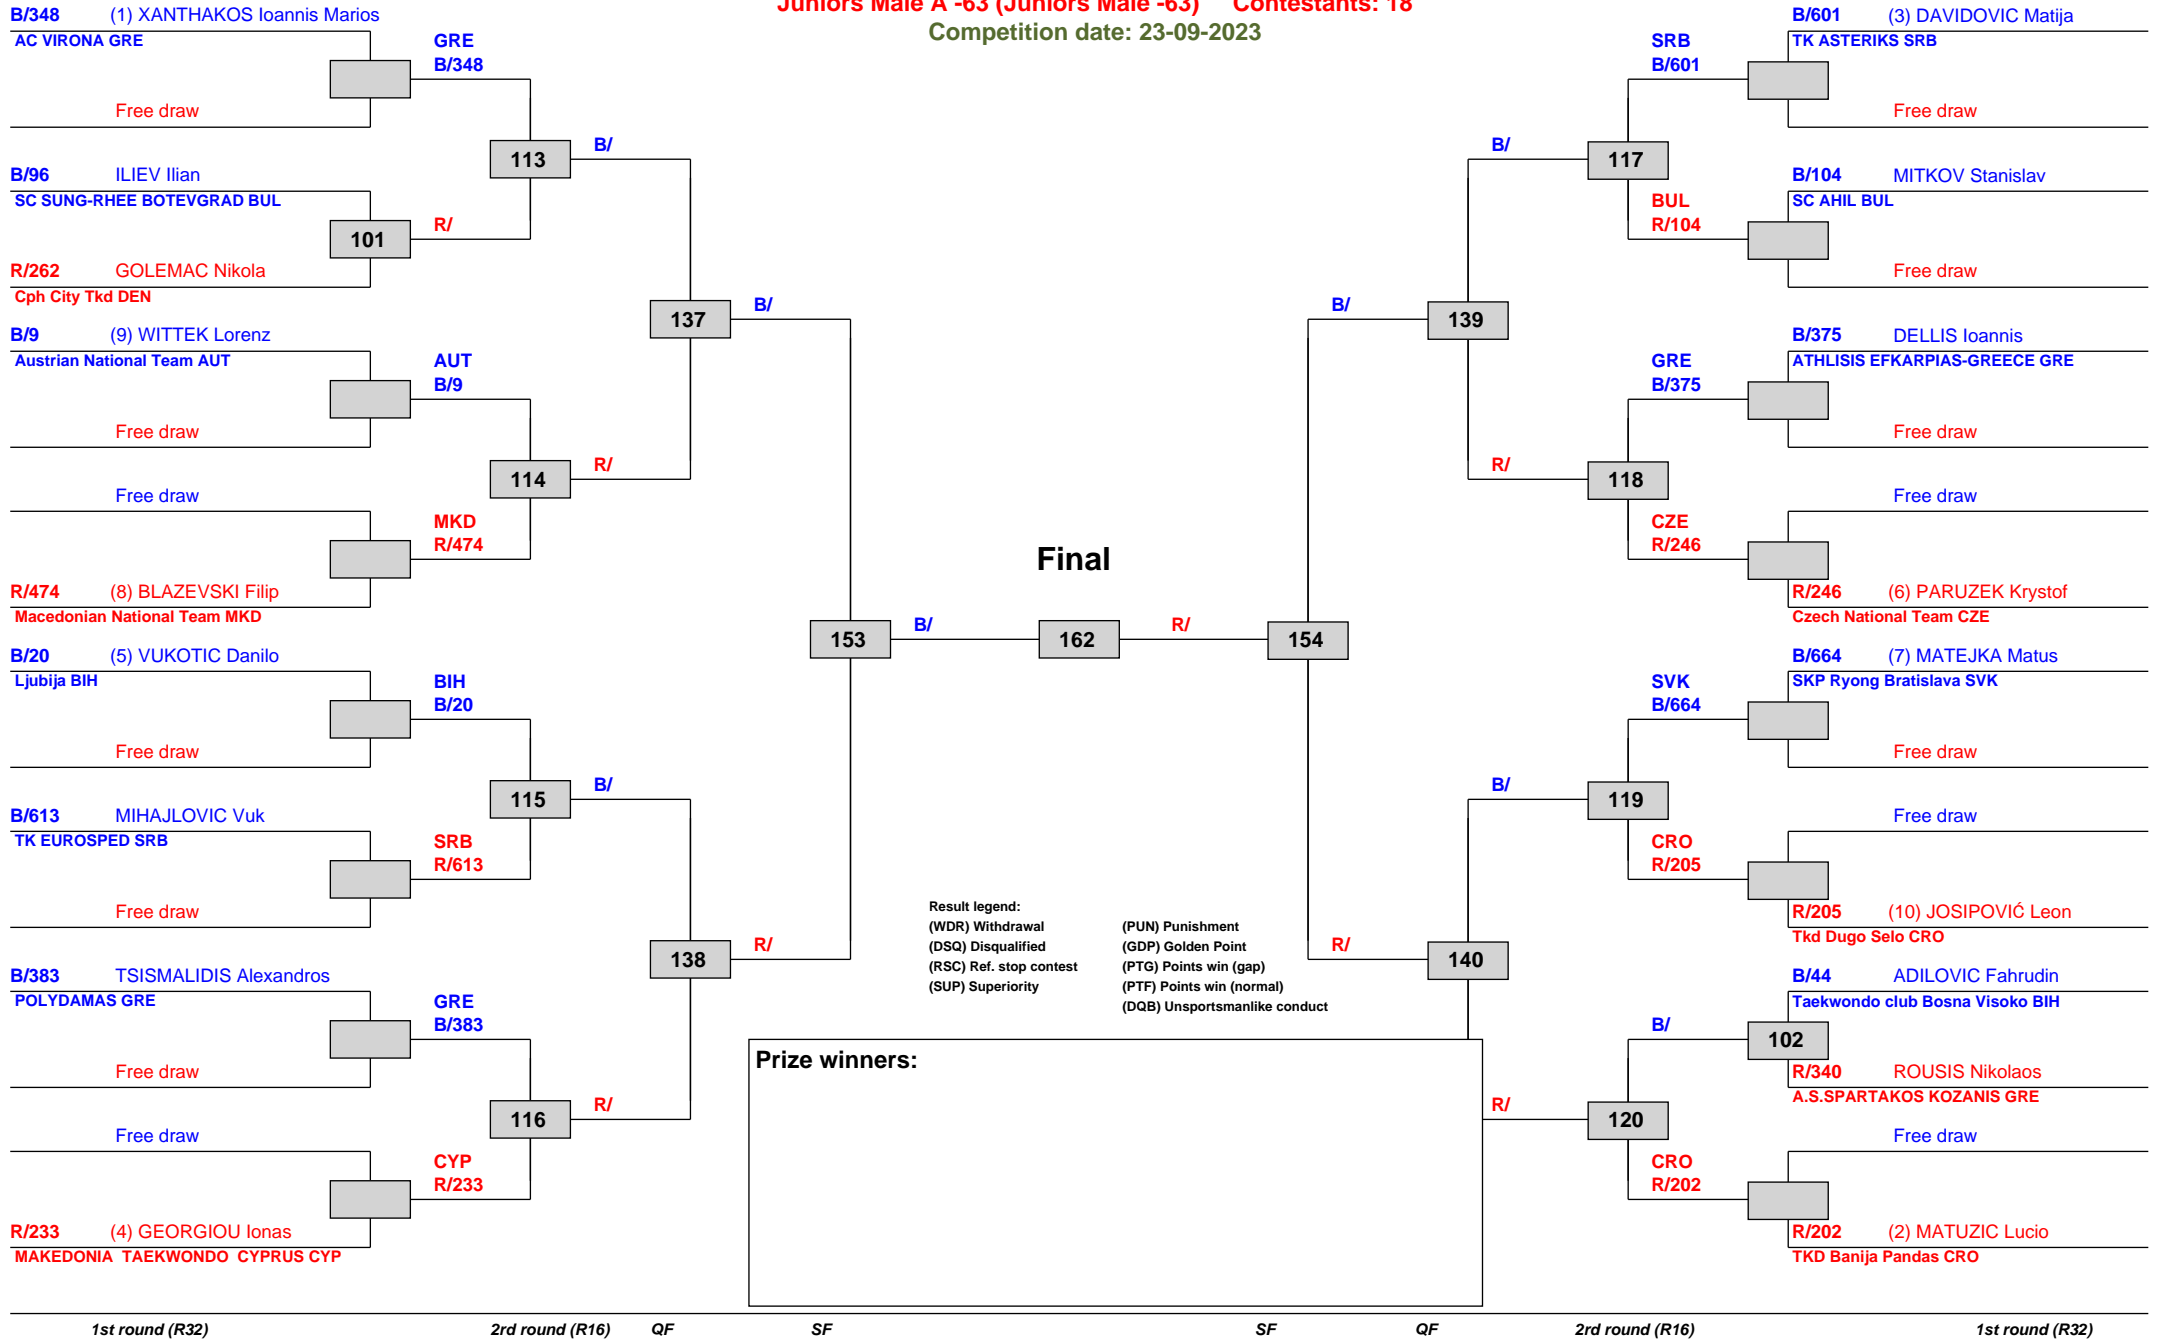 Juniors Male A -63 (Juniors Male -63) Contestants: 18
Competition date: 23-09-2023
B/348 (1) XANTHAKOS Ioannis Marios
AC VIRONA GRE
GRE
B/348
Free draw
113
B/
B/96 ILIEV Ilian
SC SUNG-RHEE BOTEVGRAD BUL
101
R/
R/262 GOLEMAC Nikola
Cph City Tkd DEN
137
B/
B/9 (9) WITTEK Lorenz
Austrian National Team AUT
AUT
B/9
Free draw
114
R/
Free draw
MKD
R/474
R/474 (8) BLAZEVSKI Filip
Macedonian National Team MKD
153
B/
B/20 (5) VUKOTIC Danilo
Ljubija BIH
BIH
B/20
Free draw
115
B/
B/613 MIHAJLOVIC Vuk
TK EUROSPED SRB
SRB
R/613
Free draw
138
R/
B/383 TSISMALIDIS Alexandros
POLYDAMAS GRE
GRE
B/383
Free draw
116
R/
Free draw
CYP
R/233
R/233 (4) GEORGIOU Ionas
MAKEDONIA TAEKWONDO CYPRUS CYP
Final
162
R/
154
B/601 (3) DAVIDOVIC Matija
TK ASTERIKS SRB
SRB
B/601
Free draw
B/
117
B/104 MITKOV Stanislav
SC AHIL BUL
BUL
R/104
Free draw
B/
139
B/375 DELLIS Ioannis
ATHLISIS EFKARPIAS-GREECE GRE
GRE
B/375
Free draw
R/
118
Free draw
CZE
R/246
R/246 (6) PARUZEK Krystof
Czech National Team CZE
B/664 (7) MATEJKA Matus
SKP Ryong Bratislava SVK
SVK
B/664
Free draw
B/
119
Free draw
CRO
R/205
R/205 (10) JOSIPOVIĆ Leon
Tkd Dugo Selo CRO
R/
140
B/44 ADILOVIC Fahrudin
Taekwondo club Bosna Visoko BIH
B/
102
R/340 ROUSIS Nikolaos
A.S.SPARTAKOS KOZANIS GRE
R/
120
Free draw
CRO
R/202
R/202 (2) MATUZIC Lucio
TKD Banija Pandas CRO
Result legend:
(WDR) Withdrawal (PUN) Punishment
(DSQ) Disqualified (GDP) Golden Point
(RSC) Ref. stop contest (PTG) Points win (gap)
(SUP) Superiority (PTF) Points win (normal)
(DQB) Unsportsmanlike conduct
Prize winners:
1st round (R32) 2rd round (R16) QF SF SF QF 2rd round (R16) 1st round (R32)